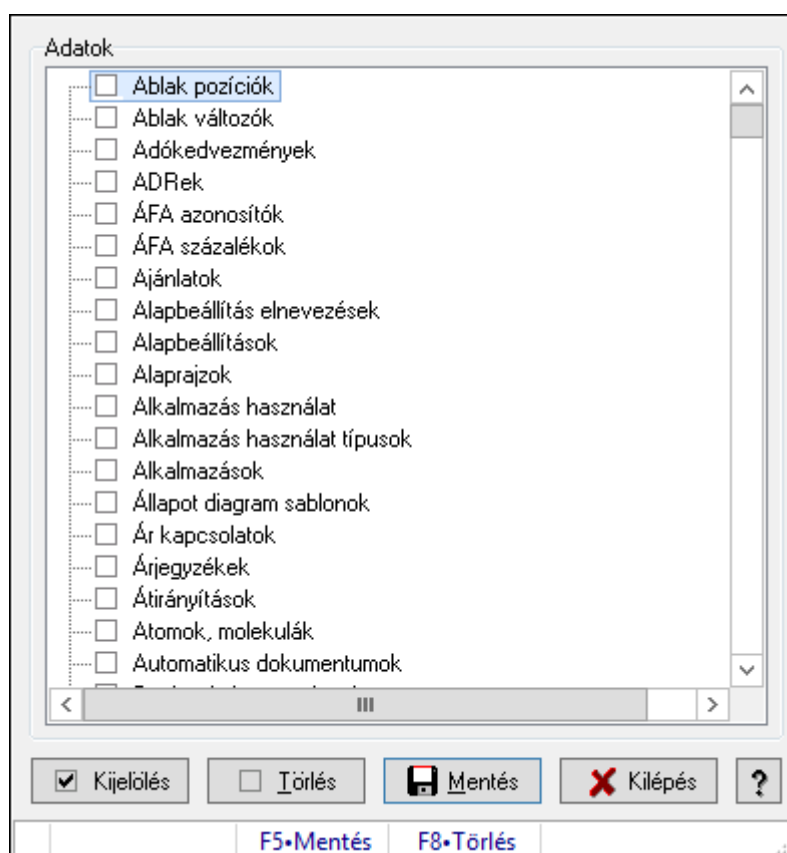 Adatok
Ablak pozíciók
Ablak változók
Adókedvezmények
ADRek
ÁFA azonosítók
ÁFA százalékok
Ajánlatok
Alapbeállítás elnevezések
Alapbeállítások
Alaprajzok
Alkalmazás használat
Alkalmazás használat típusok
Alkalmazások
Állapot diagram sablonok
Ár kapcsolatok
Árjegyzékek
Átirányítások
Atomok, molekulák
Automatikus dokumentumok
Kijelölés Törlés Mentés Kilépés ?
F5•Mentés F8•Törlés